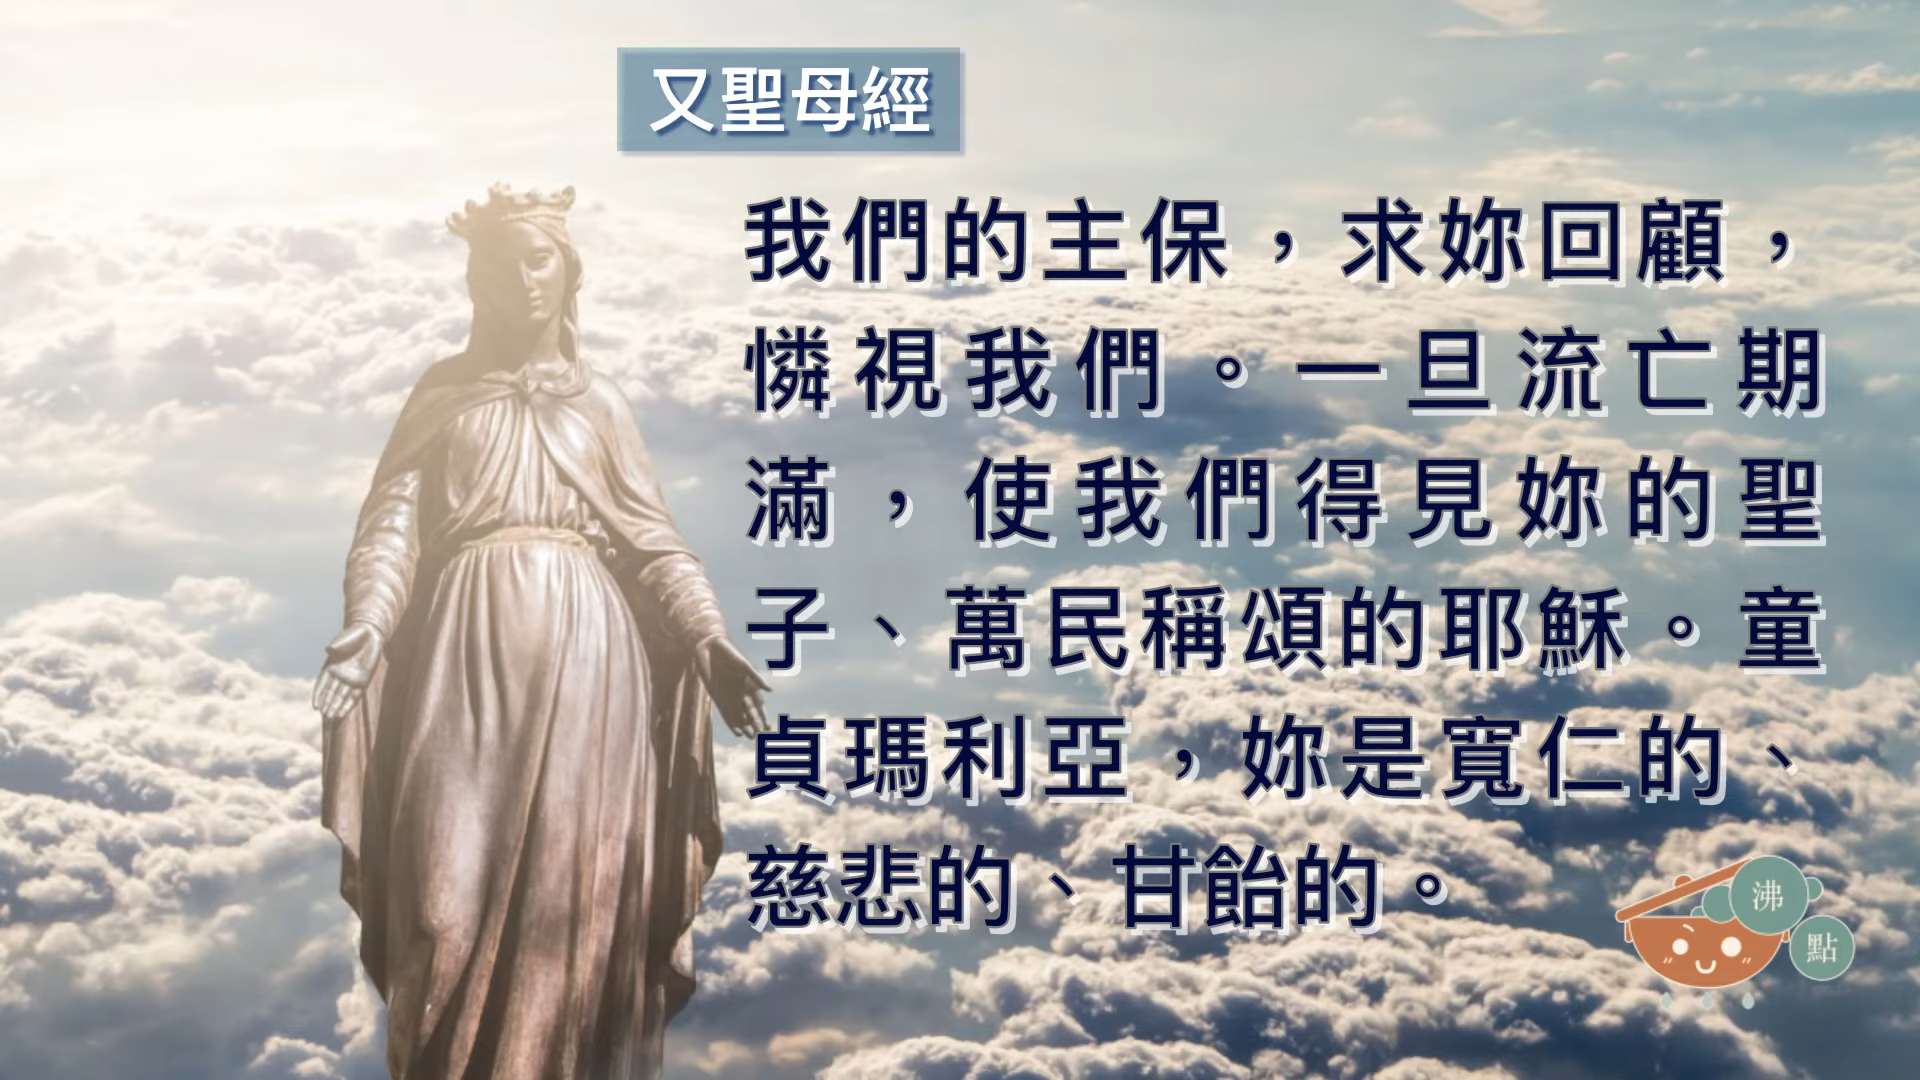 又聖母經
我們的主保，求妳回顧，
憐視我們。一旦流亡期
滿，使我們得見妳的聖
子、萬民稱頌的耶穌。童
貞瑪利亞，妳是寬仁的、
慈悲的、甘飴的。
沸
點